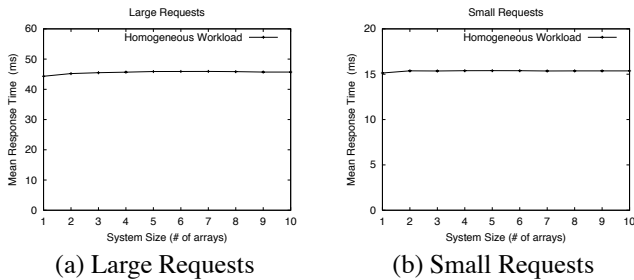 Large Requests
Homogeneous Workload
Mean Response Time (ms)
60
50
40
30
20
10
0
1 2 3 4 5 6 7 8 9 10
System Size (# of arrays)
(a) Large Requests
Small Requests
Homogeneous Workload
Mean Response Time (ms)
20
15
10
5
0
1 2 3 4 5 6 7 8 9 10
System Size (# of arrays)
(b) Small Requests